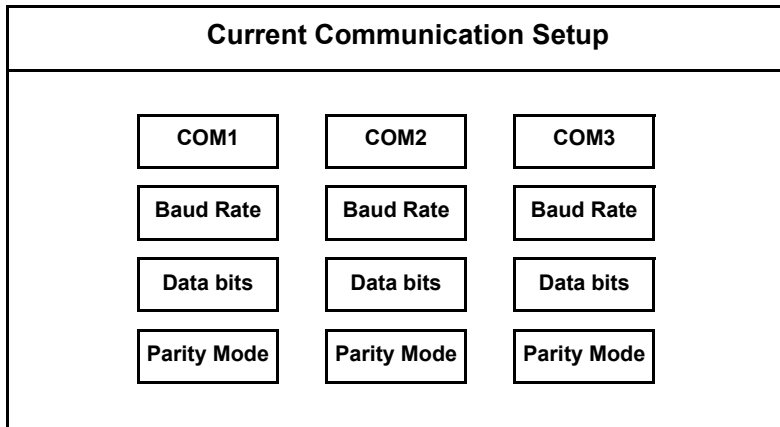 Current Communication Setup
COM1 COM2 COM3
Baud Rate Baud Rate Baud Rate
Data bits Data bits Data bits
Parity Mode Parity Mode Parity Mode